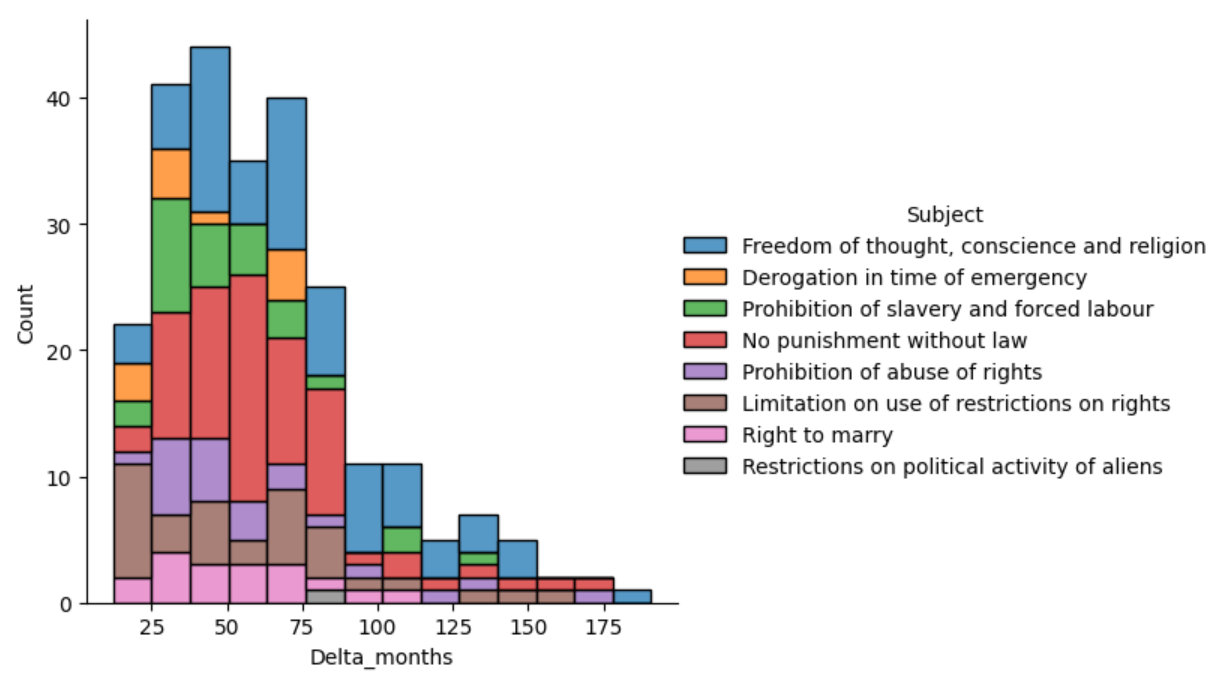 40
30
20
10
0
Count
25 50 75 100 125 150 175
Delta_months
Subject
Freedom of thought, conscience and religion
Derogation in time of emergency
Prohibition of slavery and forced labour
No punishment without law
Prohibition of abuse of rights
Limitation on use of restrictions on rights
Right to marry
Restrictions on political activity of aliens